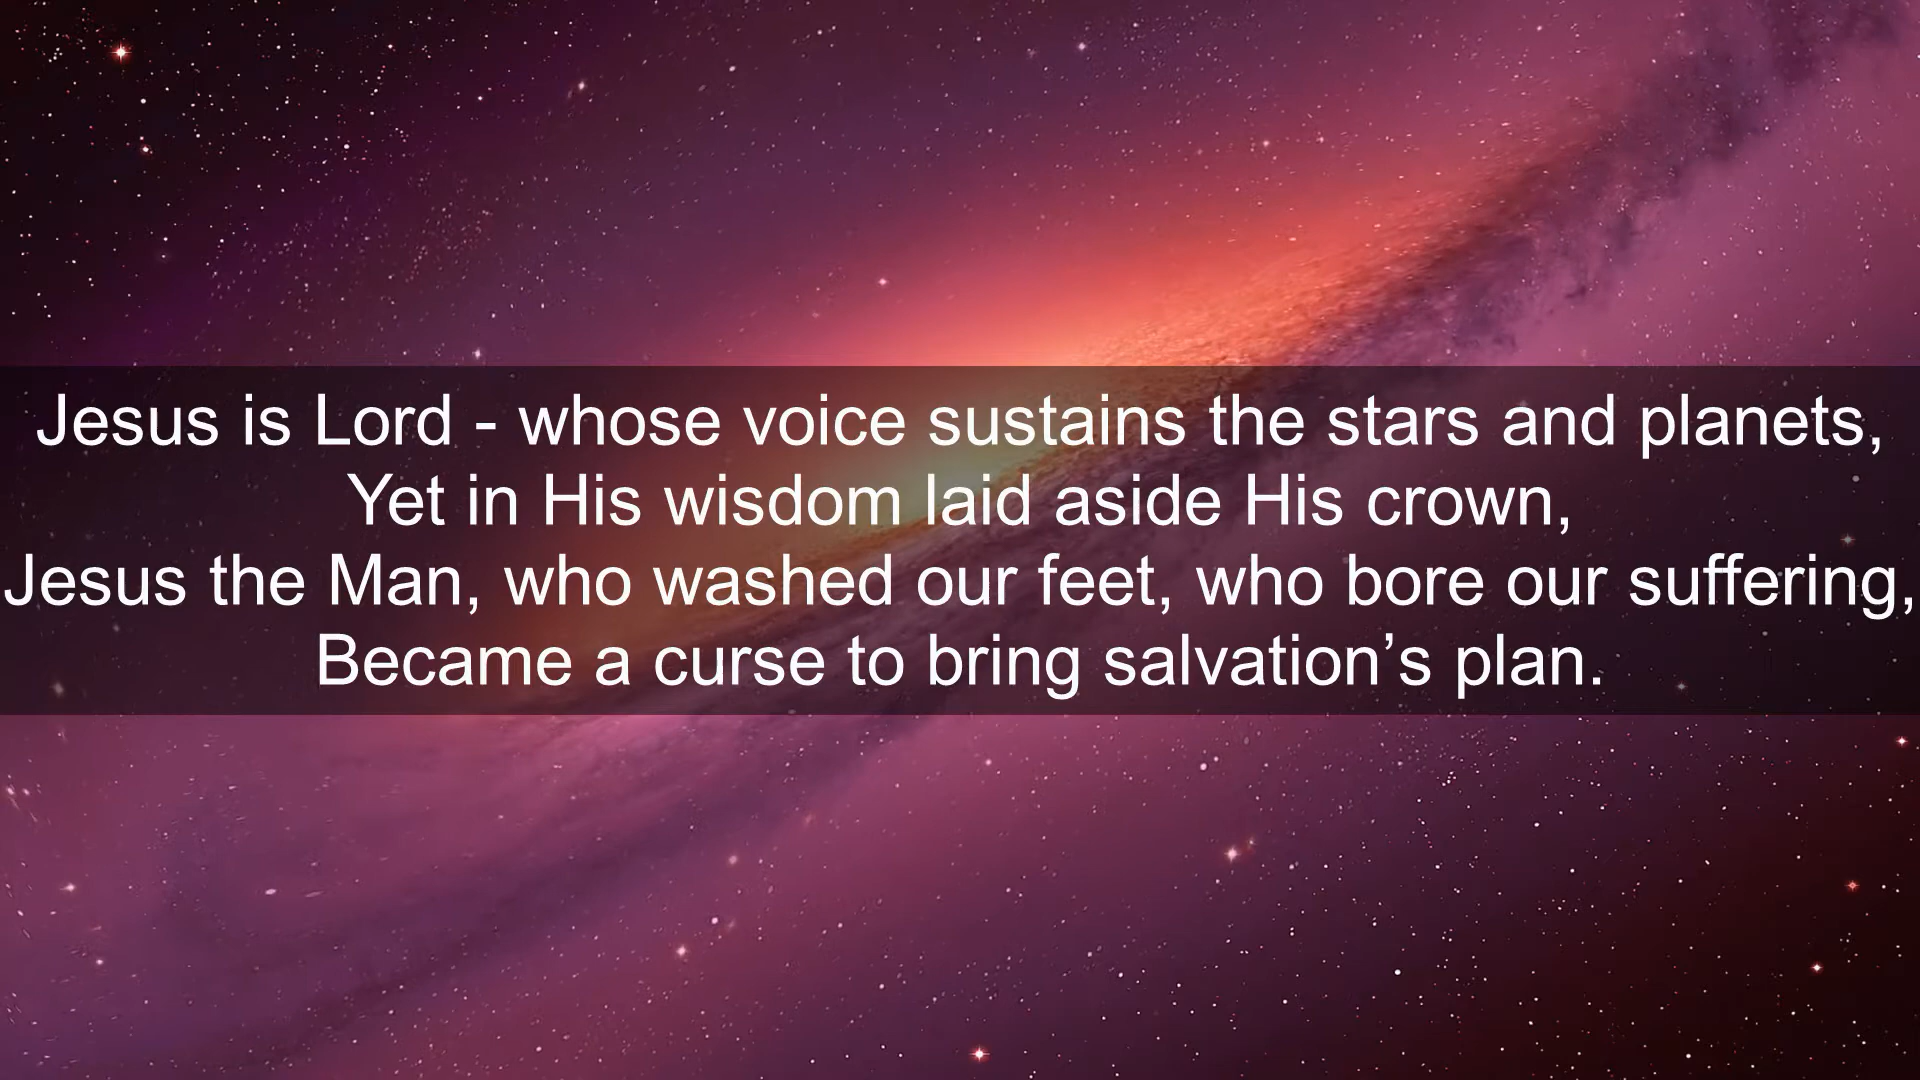 Jesus is Lord - whose voice sustains the stars and planets,
Yet in His wisdom laid aside His crown,
Jesus the Man, who washed our feet, who bore our suffering,
Became a curse to bring salvation’s plan.